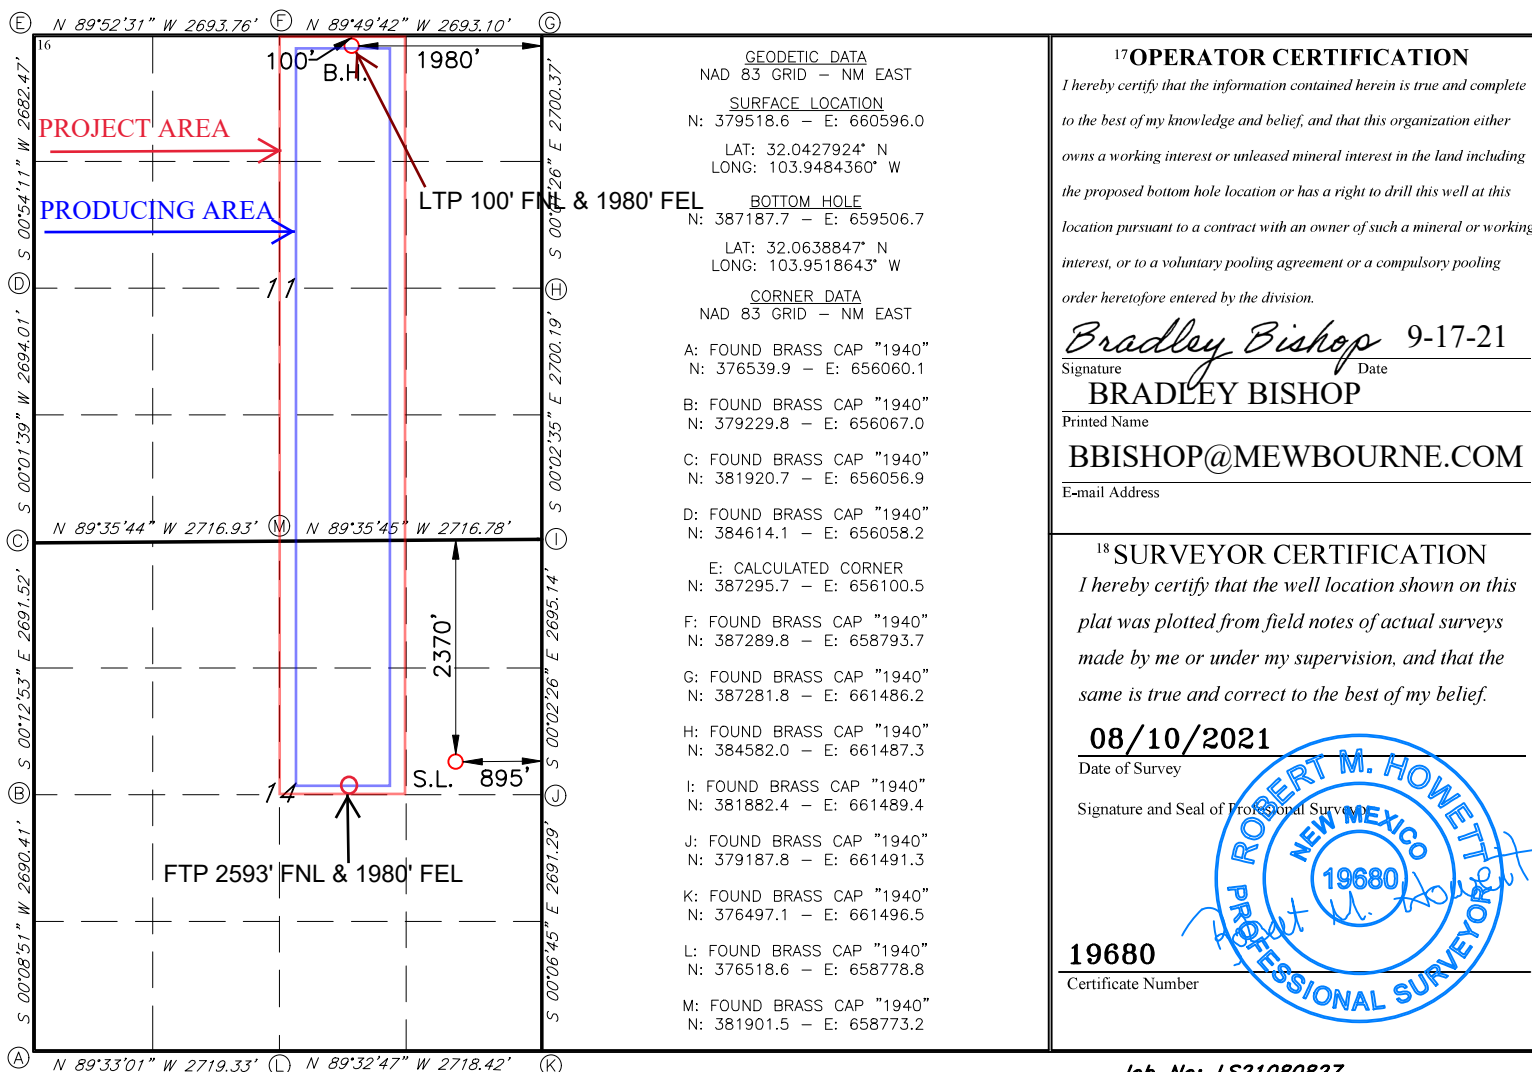 E N 89°52'31" W 2693.76' F N 89°49'42" W 2693.10' G
16
100'
B.H.
1980'
PROJECT AREA
PRODUCING AREA
LTP 100' FNL & 1980' FEL
S 00°54'11" W 2682.47'
D
11
H
S 00°01'39" W 2694.01'
S 00°02'35" E 2700.19'
C N 89°35'44" W 2716.93' M N 89°35'45" W 2716.78' I
S 00°12'53" E 2691.52'
2370'
S 00°02'26" E 2695.14'
S.L. 895'
B
14
J
FTP 2593' FNL & 1980' FEL
S 00°08'51" W 2690.41'
S 00°06'45" E 2691.29'
A N 89°33'01" W 2719.33' L N 89°32'47" W 2718.42' K
GEODETIC DATA
NAD 83 GRID – NM EAST
SURFACE LOCATION
N: 379518.6 – E: 660596.0
LAT: 32.0427924° N
LONG: 103.9484360° W
BOTTOM HOLE
N: 387187.7 – E: 659506.7
LAT: 32.0638847° N
LONG: 103.9518643° W
CORNER DATA
NAD 83 GRID – NM EAST
A: FOUND BRASS CAP "1940"
N: 376539.9 – E: 656060.1
B: FOUND BRASS CAP "1940"
N: 379229.8 – E: 656067.0
C: FOUND BRASS CAP "1940"
N: 381920.7 – E: 656056.9
D: FOUND BRASS CAP "1940"
N: 384614.1 – E: 656058.2
E: CALCULATED CORNER
N: 387295.7 – E: 656100.5
F: FOUND BRASS CAP "1940"
N: 387289.8 – E: 658793.7
G: FOUND BRASS CAP "1940"
N: 387281.8 – E: 661486.2
H: FOUND BRASS CAP "1940"
N: 384582.0 – E: 661487.3
I: FOUND BRASS CAP "1940"
N: 381882.4 – E: 661489.4
J: FOUND BRASS CAP "1940"
N: 379187.8 – E: 661491.3
K: FOUND BRASS CAP "1940"
N: 376497.1 – E: 661496.5
L: FOUND BRASS CAP "1940"
N: 376518.6 – E: 658778.8
M: FOUND BRASS CAP "1940"
N: 381901.5 – E: 658773.2
17 OPERATOR CERTIFICATION
I hereby certify that the information contained herein is true and complete
to the best of my knowledge and belief, and that this organization either
owns a working interest or unleased mineral interest in the land including
the proposed bottom hole location or has a right to drill this well at this
location pursuant to a contract with an owner of such a mineral or working
interest, or to a voluntary pooling agreement or a compulsory pooling
order heretofore entered by the division.
Bradley Bishop 9-17-21
Signature Date
BRADLEY BISHOP
Printed Name
BBISHOP@MEWBOURNE.COM
E-mail Address
18 SURVEYOR CERTIFICATION
I hereby certify that the well location shown on this
plat was plotted from field notes of actual surveys
made by me or under my supervision, and that the
same is true and correct to the best of my belief.
08/10/2021
Date of Survey
Signature and Seal of Professional Surveyor
ROBERT M. HOWETT
NEW MEXICO
19680
PROFESSIONAL SURVEYOR
Robert M. Howett
19680
Certificate Number
Job No: LS21080827